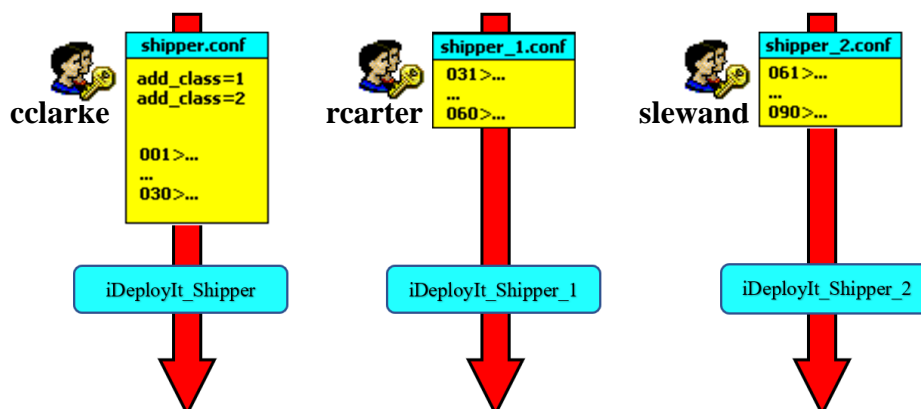 shipper.conf
add_class=1
add_class=2
001>...
...
030>...
cclarke
iDeployIt_Shipper
shipper_1.conf
031>...
...
060>...
rcarter
iDeployIt_Shipper_1
shipper_2.conf
061>...
...
090>...
slewand
iDeployIt_Shipper_2